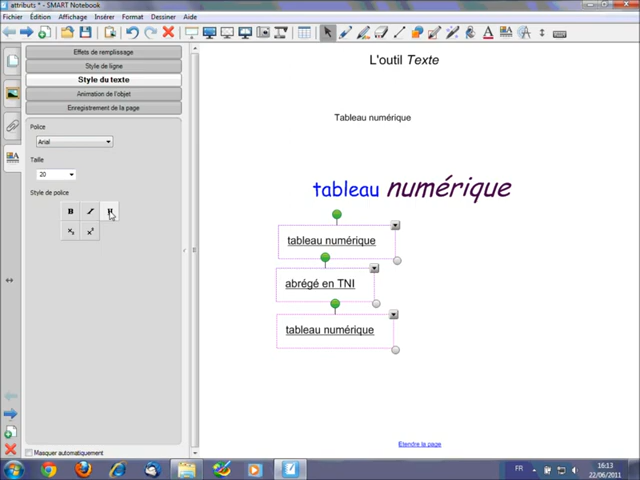 attributs * - SMART Notebook
Fichier Edition Affichage Insérer Format Dessiner Aide
Effets de remplissage
Style de ligne
Style du texte
Animation de l'objet
Enregistrement de la page
Police
Arial
Taille
20
Style de police
L'outil Texte
Tableau numérique
tableau numérique
tableau numérique
abrégé en TNI
tableau numérique
Etendre la page
Masquer automatiquement
FR
16:13
22/06/2011